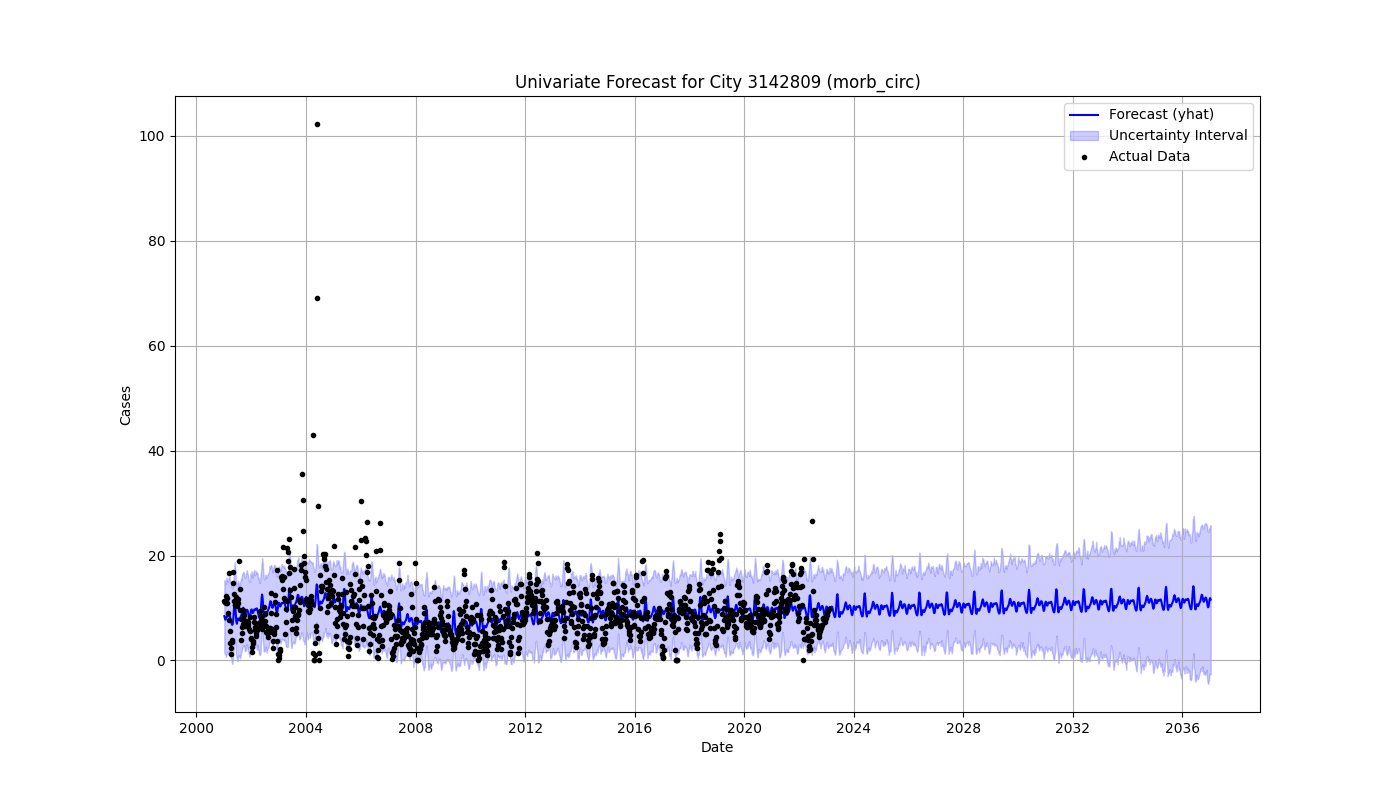 Univariate Forecast for City 3142809 (morb_circ)
Forecast (yhat)
Uncertainty Interval
Actual Data
100
80
60
40
20
0
Cases
2000 2004 2008 2012 2016 2020 2024 2028 2032 2036
Date